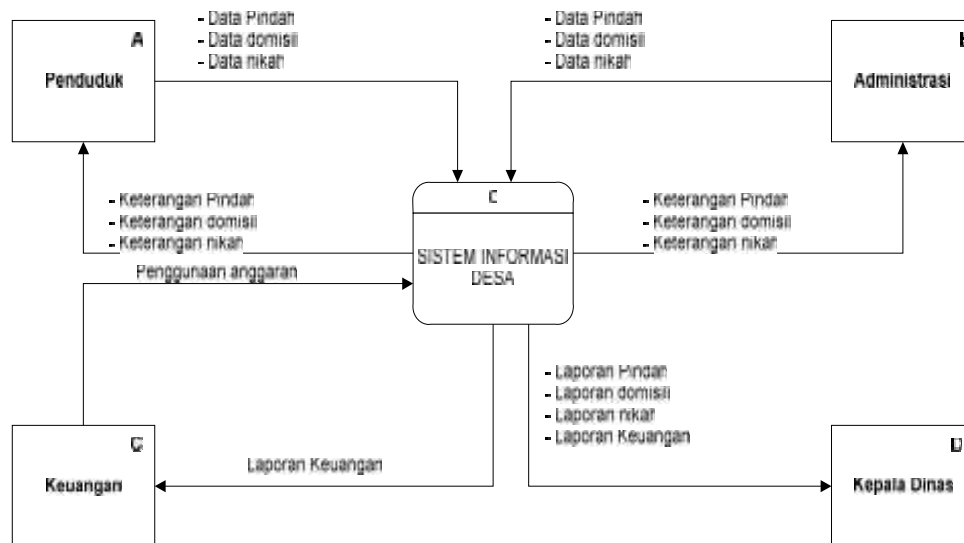 - Data Pindah
- Data domisili
- Data nikah
- Data Pindah
- Data domisili
- Data nikah
A
Penduduk
Administrasi
- Keterangan Pindah
- Keterangan domisili
- Keterangan nikah
- Keterangan Pindah
- Keterangan domisili
- Keterangan nikah
SISTEM INFORMASI
DESA
Penggunaan anggaran
- Laporan Pindah
- Laporan domisili
- Laporan nikah
- Laporan Keuangan
C
Keuangan
Laporan Keuangan
D
Kepala Dinas